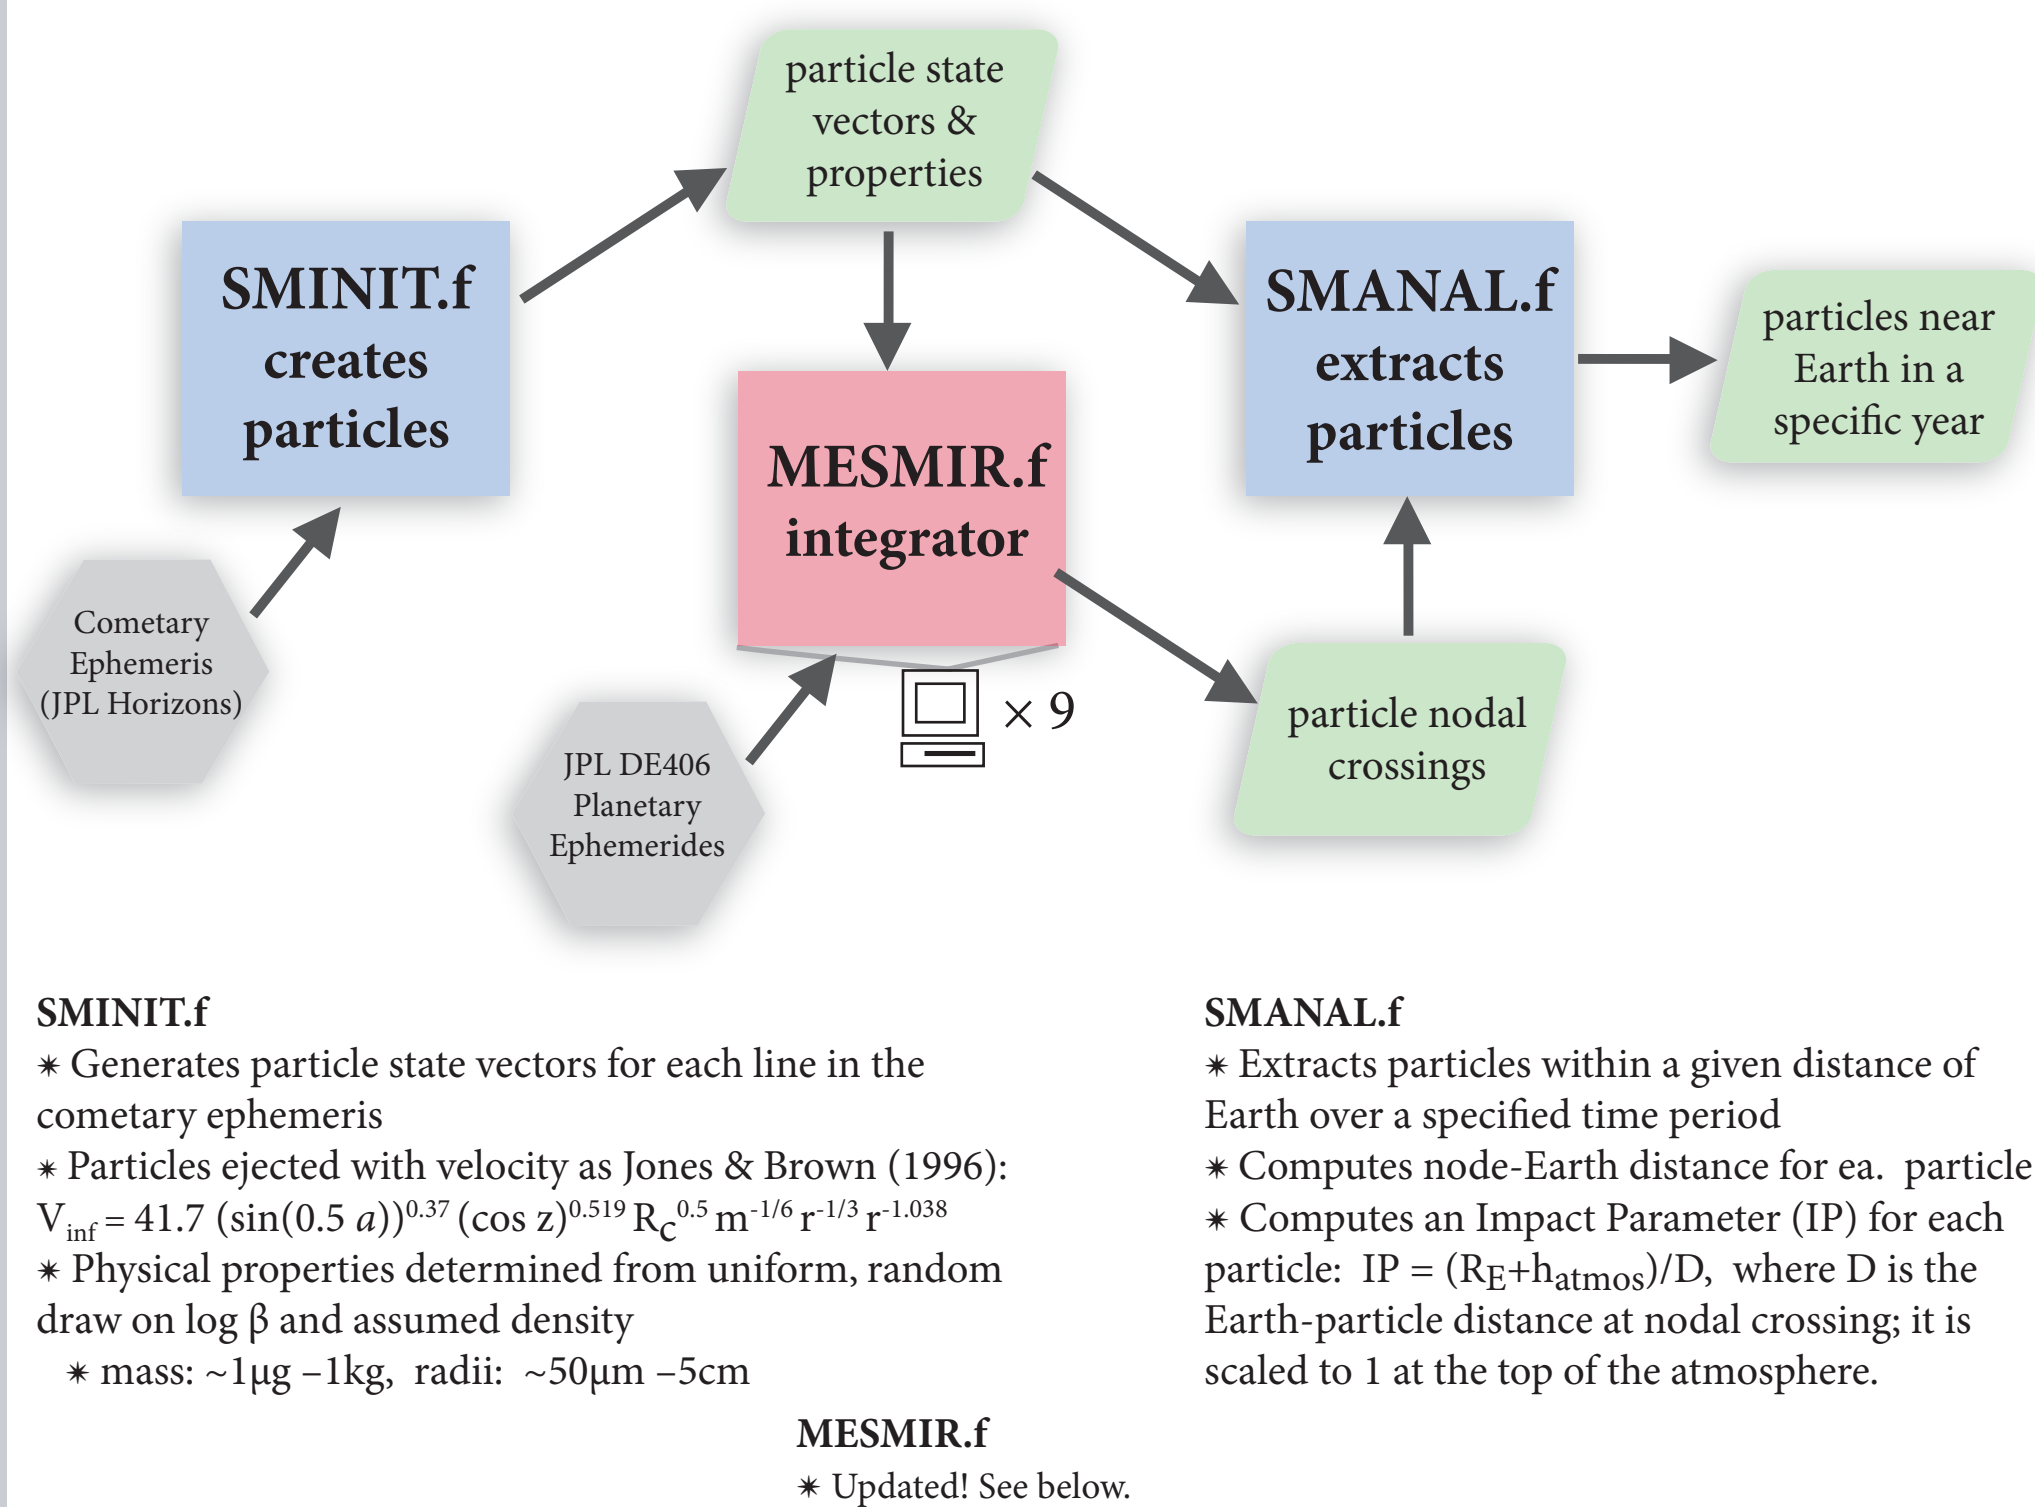 particle state
vectors &
properties
SMINIT.f
creates
particles
SMANAL.f
extracts
particles
particles near
Earth in a
specific year
MESMIR.f
integrator
Cometary
Ephemeris
(JPL Horizons)
× 9
JPL DE406
Planetary
Ephemerides
particle nodal
crossings
SMINIT.f
✴ Generates particle state vectors for each line in the
cometary ephemeris
✴ Particles ejected with velocity as Jones & Brown (1996):
V_inf = 41.7 (sin(0.5 a))^0.37 (cos z)^0.519 R_C^0.5 m^-1/6 r^-1/3 r^-1.038
✴ Physical properties determined from uniform, random
draw on log β and assumed density
✴ mass: ~1μg –1kg, radii: ~50μm –5cm
SMANAL.f
✴ Extracts particles within a given distance of
Earth over a specified time period
✴ Computes node-Earth distance for ea. particle
✴ Computes an Impact Parameter (IP) for each
particle: IP = (R_E+h_atmos)/D, where D is the
Earth-particle distance at nodal crossing; it is
scaled to 1 at the top of the atmosphere.
MESMIR.f
✴ Updated! See below.